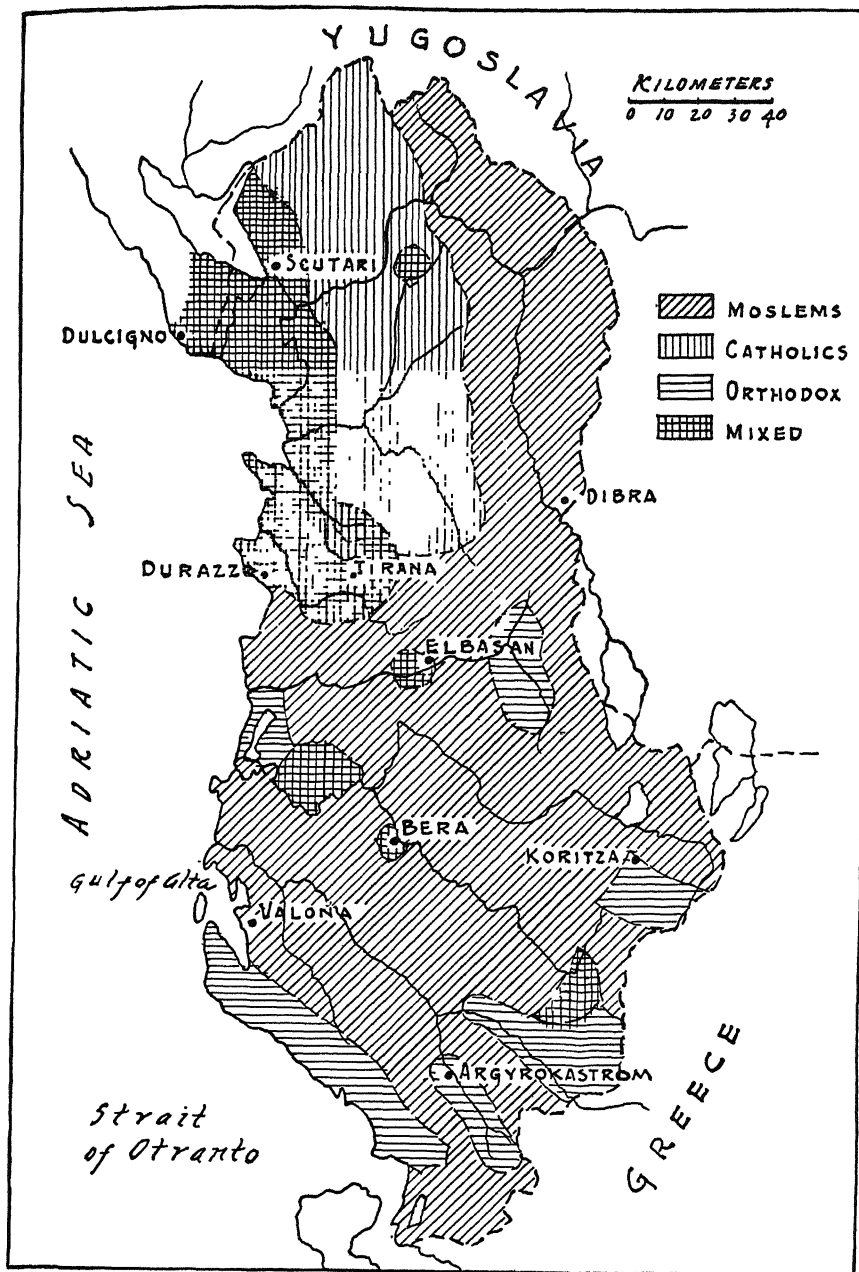 YUGOSLAVIA
KILOMETERS
0 10 20 30 40
SCUTARI
DULCIGNO
MOSLEMS
CATHOLICS
ORTHODOX
MIXED
ADRIATIC SEA
DIBRA
DURAZZO
TIRANA
ELBASAN
BERA
KORITZA
Gulf of Alta
VALONA
ARGYROKASTROM
Strait
of Otranto
GREECE